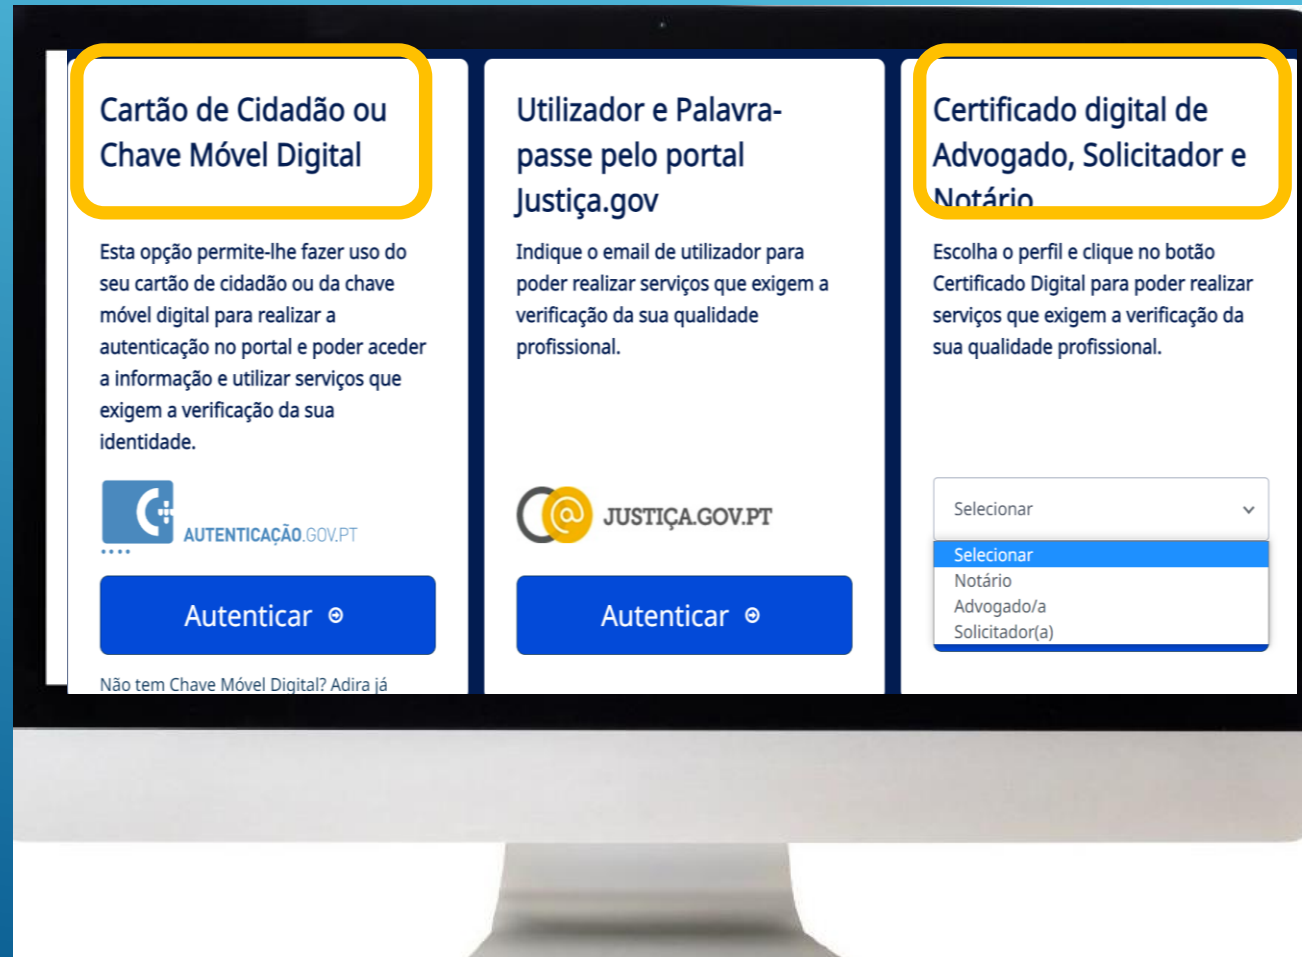 Cartão de Cidadão ou
Chave Móvel Digital
Esta opção permite-lhe fazer uso do
seu cartão de cidadão ou da chave
móvel digital para realizar a
autenticação no portal e poder aceder
a informação e utilizar serviços que
exigem a verificação da sua
identidade.
AUTENTICAÇÃO.GOV.PT
Autenticar
Não tem Chave Móvel Digital? Adira já
Utilizador e Palavra-
passe pelo portal
Justiça.gov
Indique o email de utilizador para
poder realizar serviços que exigem a
verificação da sua qualidade
profissional.
JUSTIÇA.GOV.PT
Autenticar
Certificado digital de
Advogado, Solicitador e
Notário
Escolha o perfil e clique no botão
Certificado Digital para poder realizar
serviços que exigem a verificação da
sua qualidade profissional.
Selecionar
Selecionar
Notário
Advogado/a
Solicitador(a)